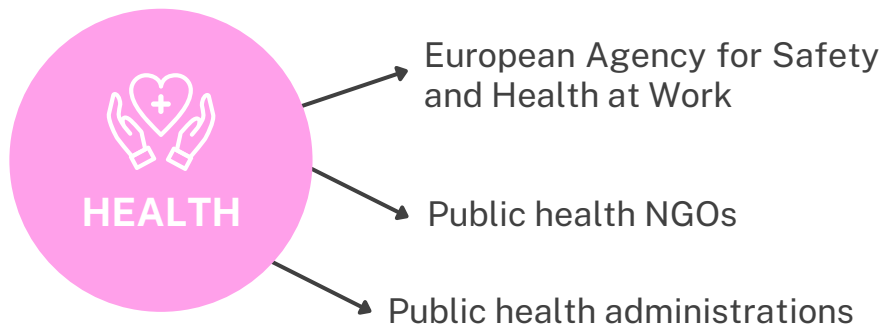 HEALTH
European Agency for Safety
and Health at Work
Public health NGOs
Public health administrations